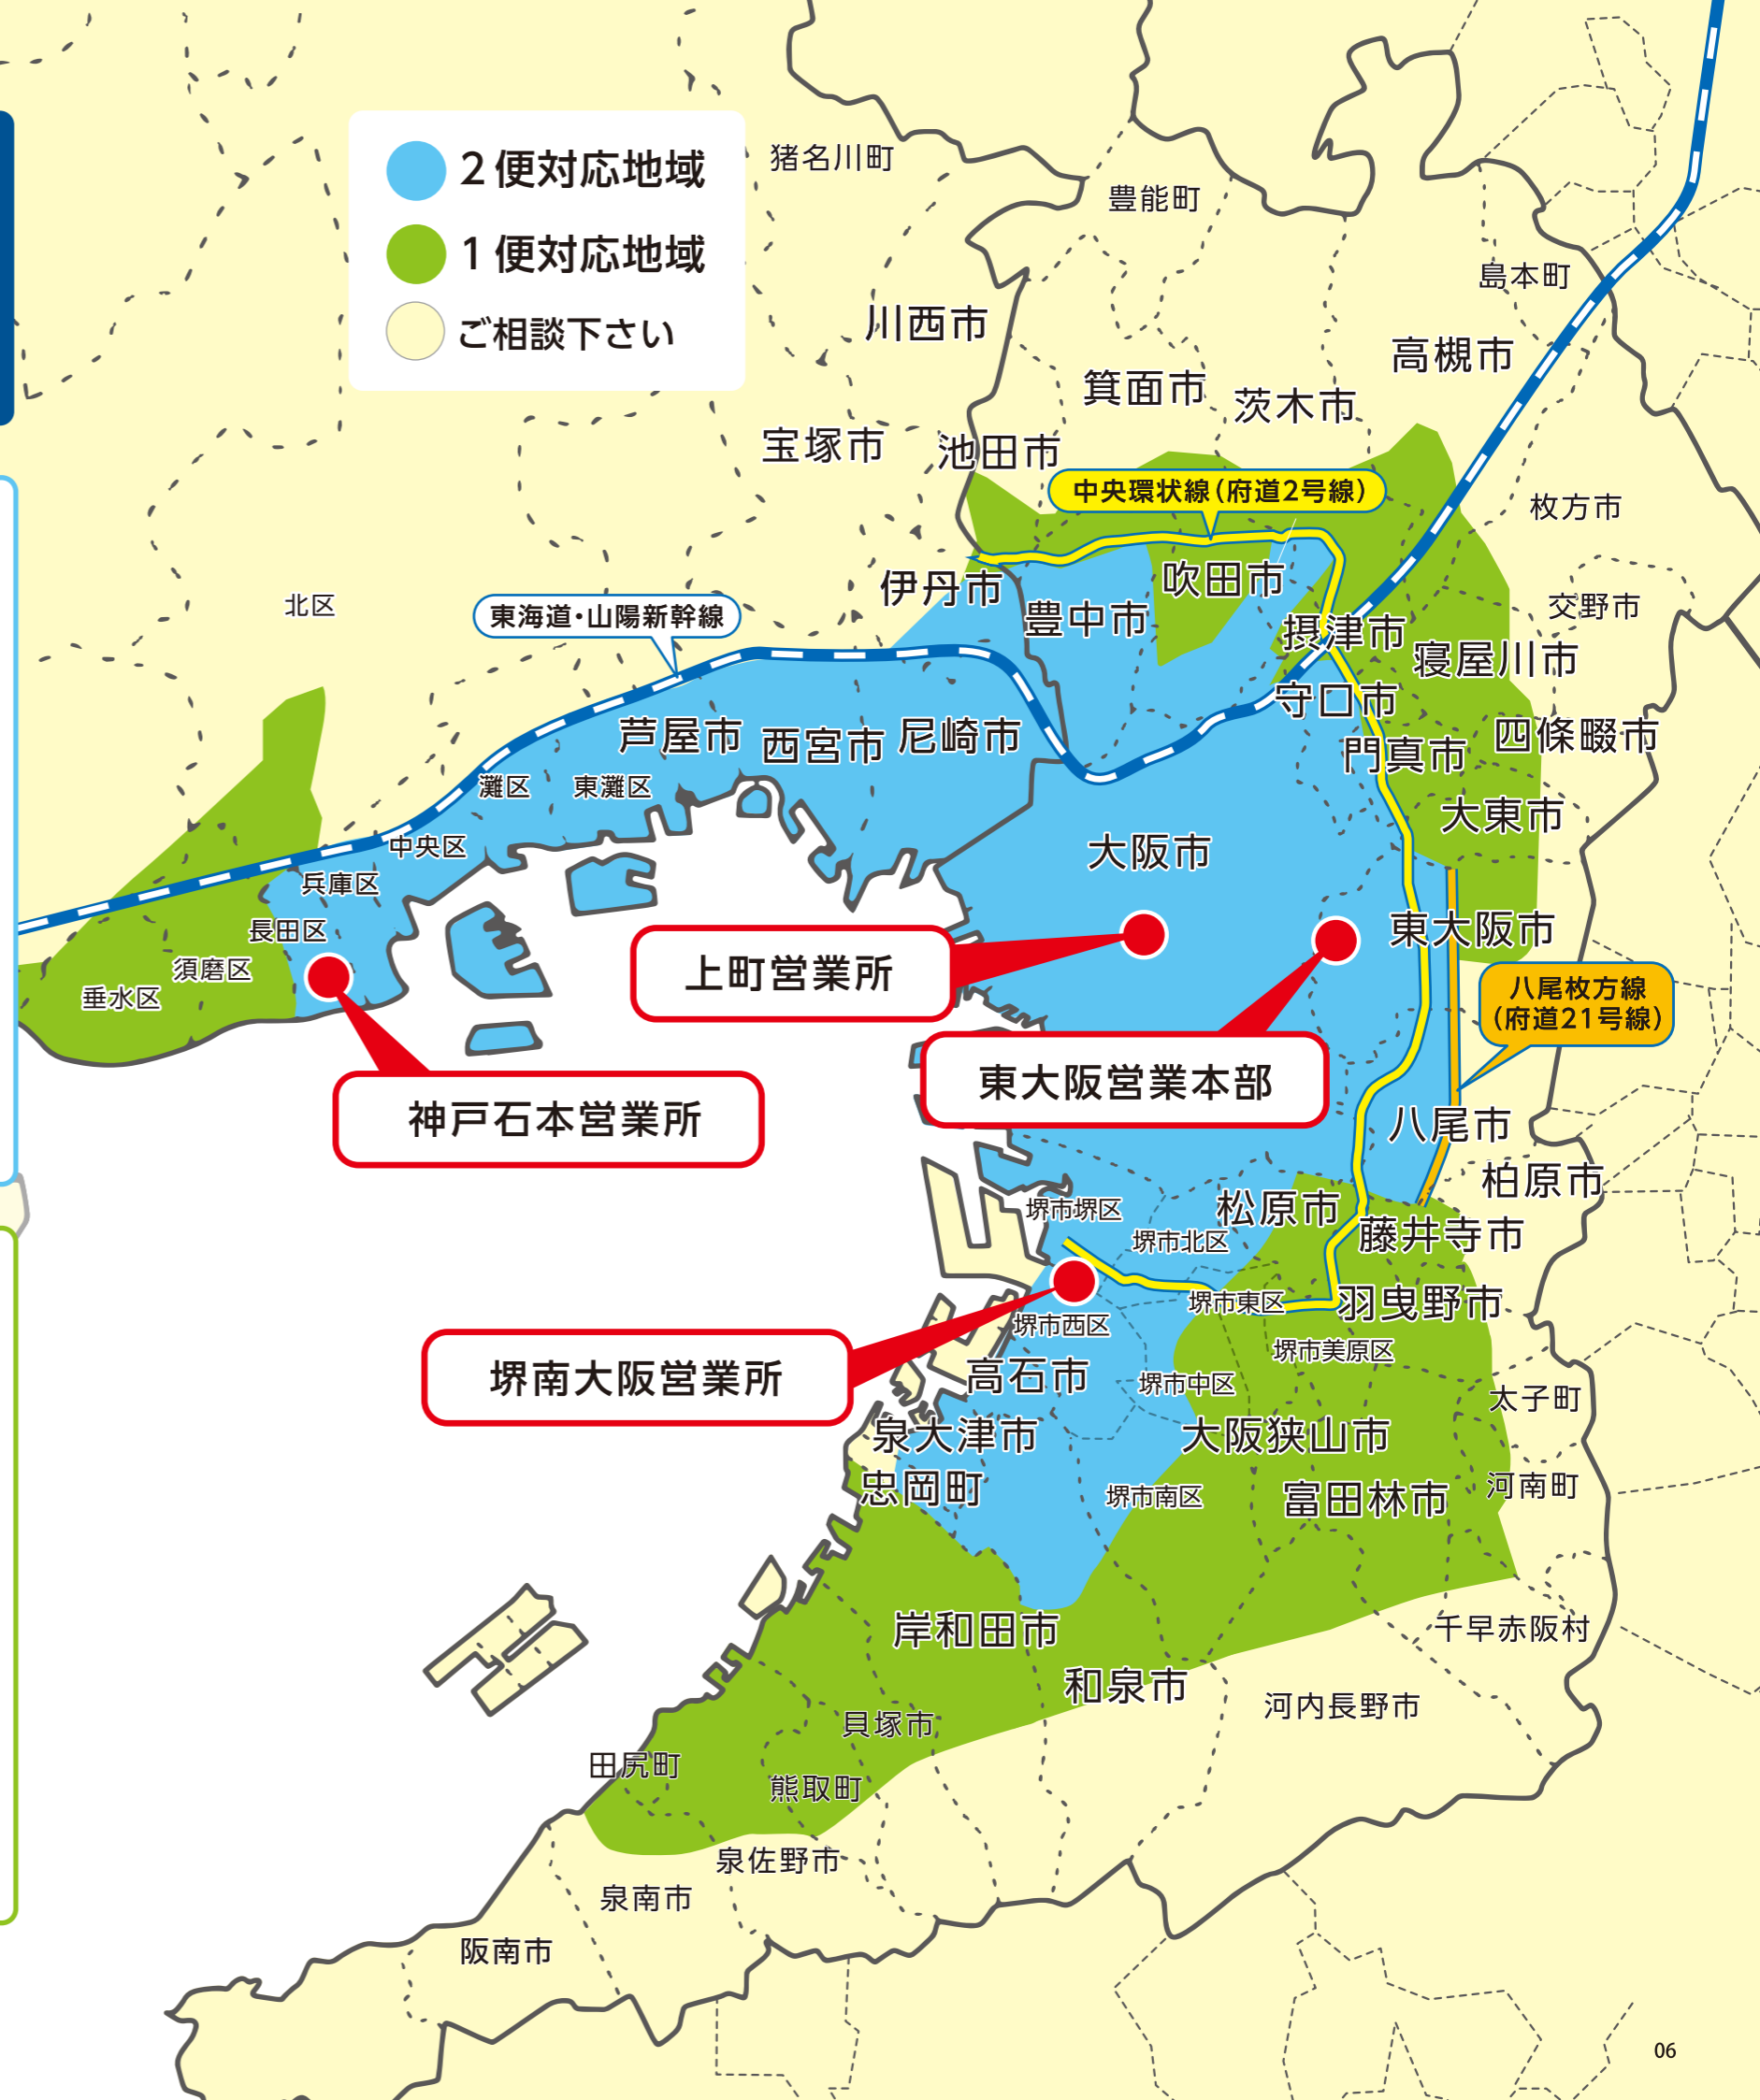 2便対応地域
1便対応地域
ご相談下さい
猪名川町
豊能町
島本町
川西市
高槻市
箕面市
茨木市
宝塚市
池田市
中央環状線(府道2号線)
枚方市
吹田市
伊丹市
北区
東海道・山陽新幹線
豊中市
交野市
摂津市
寝屋川市
守口市
芦屋市
西宮市
尼崎市
四條畷市
門真市
灘区
東灘区
大東市
中央区
大阪市
兵庫区
長田区
東大阪市
須磨区
上町営業所
垂水区
八尾枚方線
(府道21号線)
東大阪営業本部
神戸石本営業所
八尾市
柏原市
堺市堺区
松原市
堺市北区
藤井寺市
堺市東区
羽曳野市
堺市西区
堺市美原区
堺南大阪営業所
高石市
堺市中区
太子町
泉大津市
大阪狭山市
忠岡町
堺市南区
富田林市
河南町
岸和田市
千早赤阪村
和泉市
河内長野市
貝塚市
田尻町
熊取町
泉佐野市
泉南市
阪南市
06